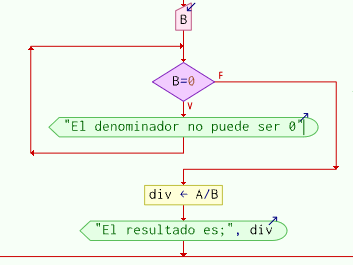 B
B=0
F
V
"El denominador no puede ser 0"
div ← A/B
"El resultado es;", div